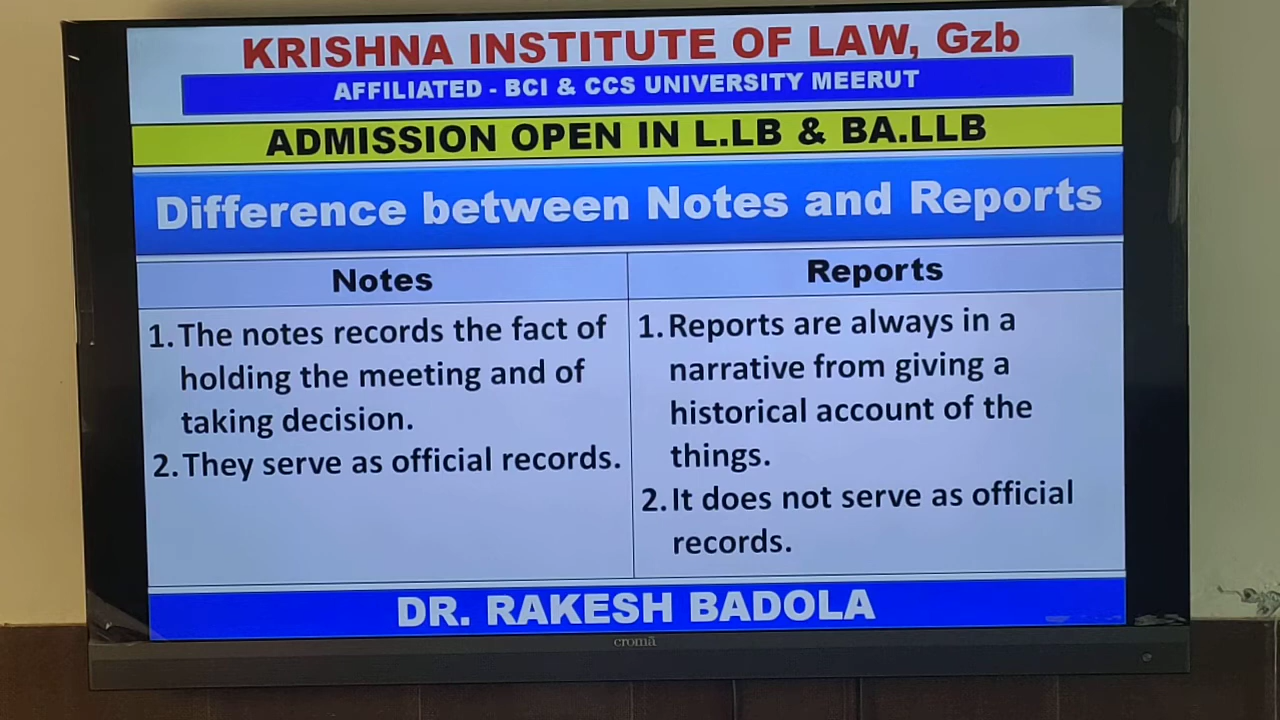 KRISHNA INSTITUTE OF LAW, Gzb
AFFILIATED - BCI & CCS UNIVERSITY MEERUT
ADMISSION OPEN IN L.LB & BA.LLB
Difference between Notes and Reports
Notes
1. The notes records the fact of
holding the meeting and of
taking decision.
2. They serve as official records.
Reports
1. Reports are always in a
narrative from giving a
historical account of the
things.
2. It does not serve as official
records.
DR. RAKESH BADOLA
cromā